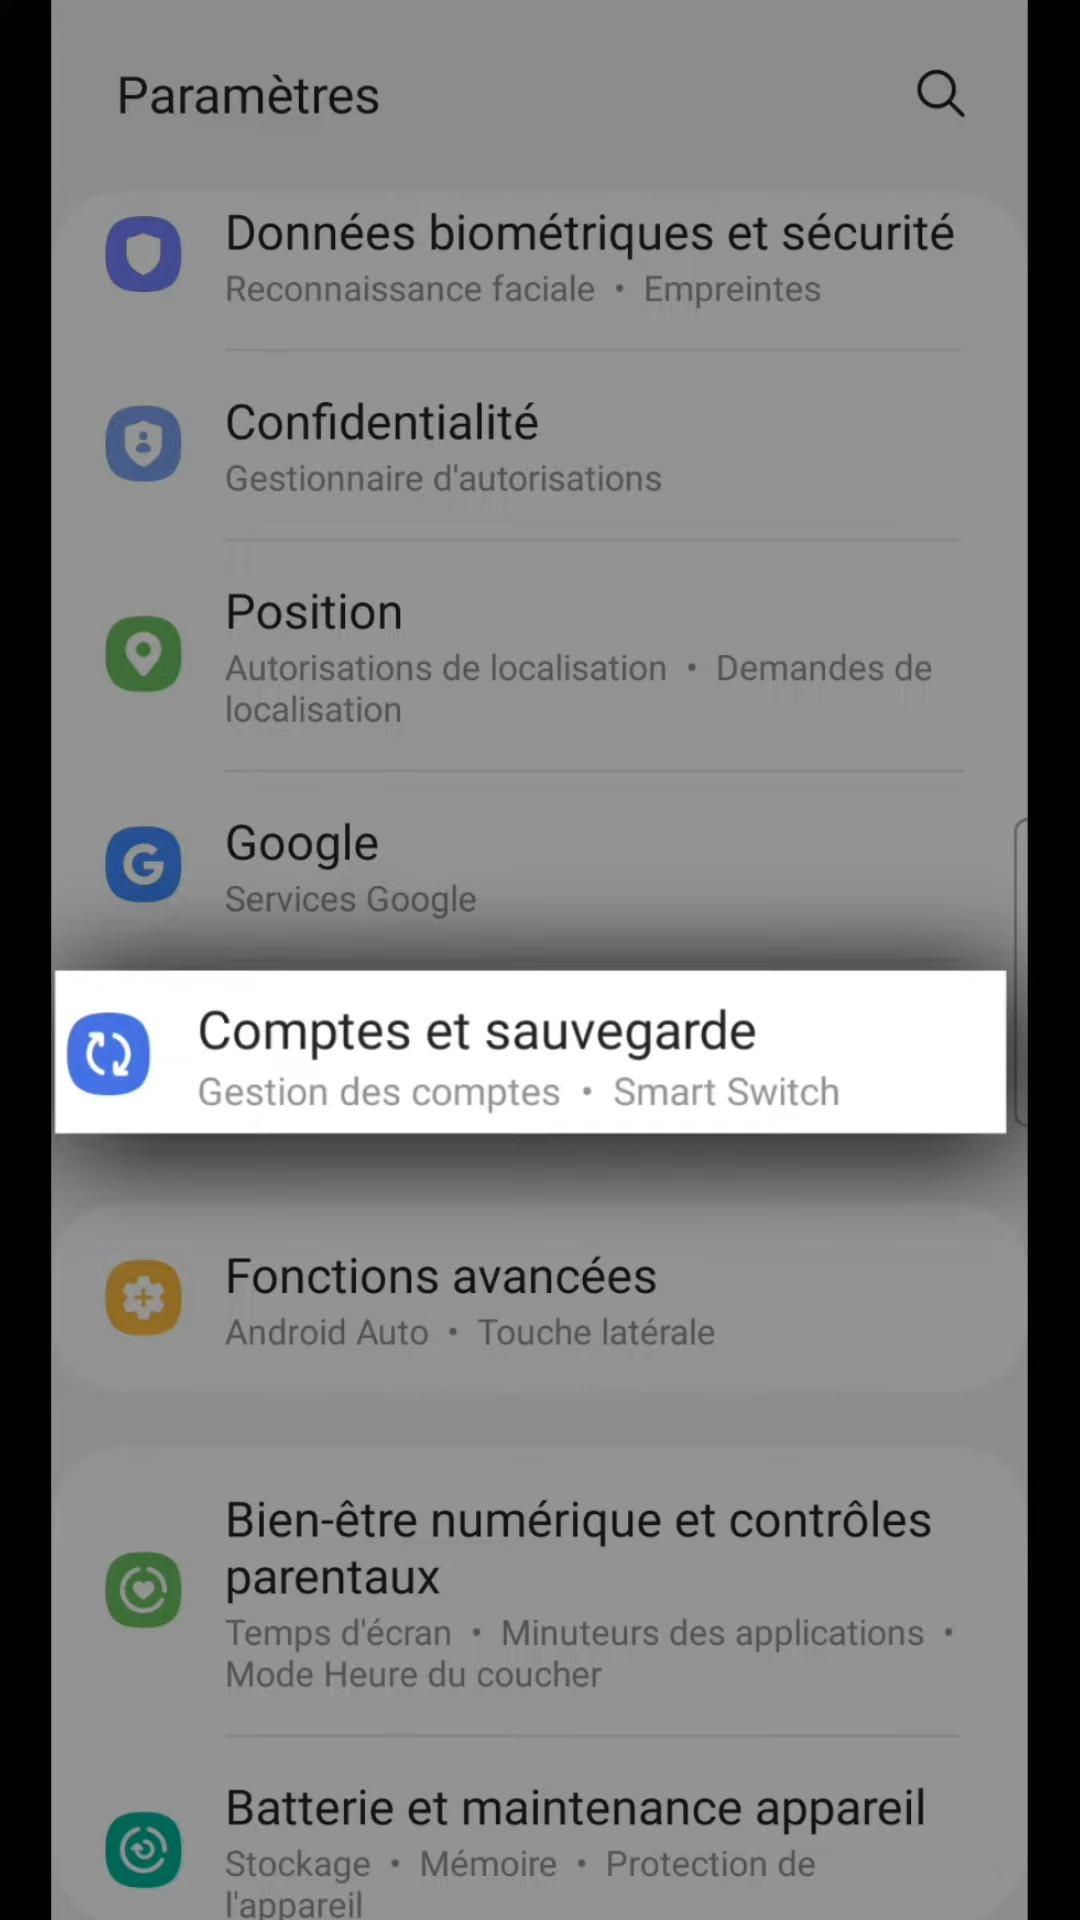 Paramètres
Données biométriques et sécurité
Reconnaissance faciale • Empreintes
Confidentialité
Gestionnaire d'autorisations
Position
Autorisations de localisation • Demandes de
localisation
Google
Services Google
Comptes et sauvegarde
Gestion des comptes • Smart Switch
Fonctions avancées
Android Auto • Touche latérale
Bien-être numérique et contrôles
parentaux
Temps d'écran • Minuteurs des applications •
Mode Heure du coucher
Batterie et maintenance appareil
Stockage • Mémoire • Protection de
l'appareil